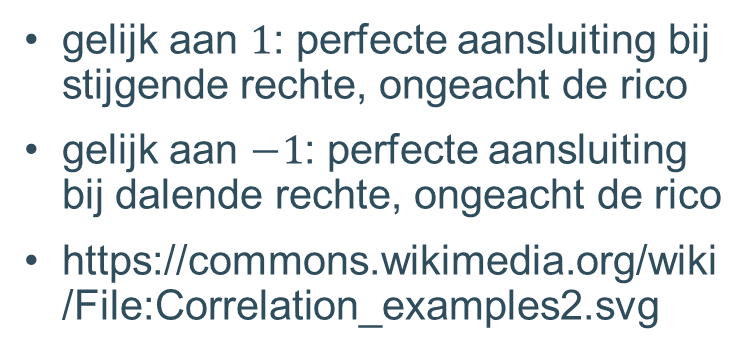 • gelijk aan 1: perfecte aansluiting bij
stijgende rechte, ongeacht de rico
• gelijk aan −1: perfecte aansluiting
bij dalende rechte, ongeacht de rico
• https://commons.wikimedia.org/wiki
/File:Correlation_examples2.svg